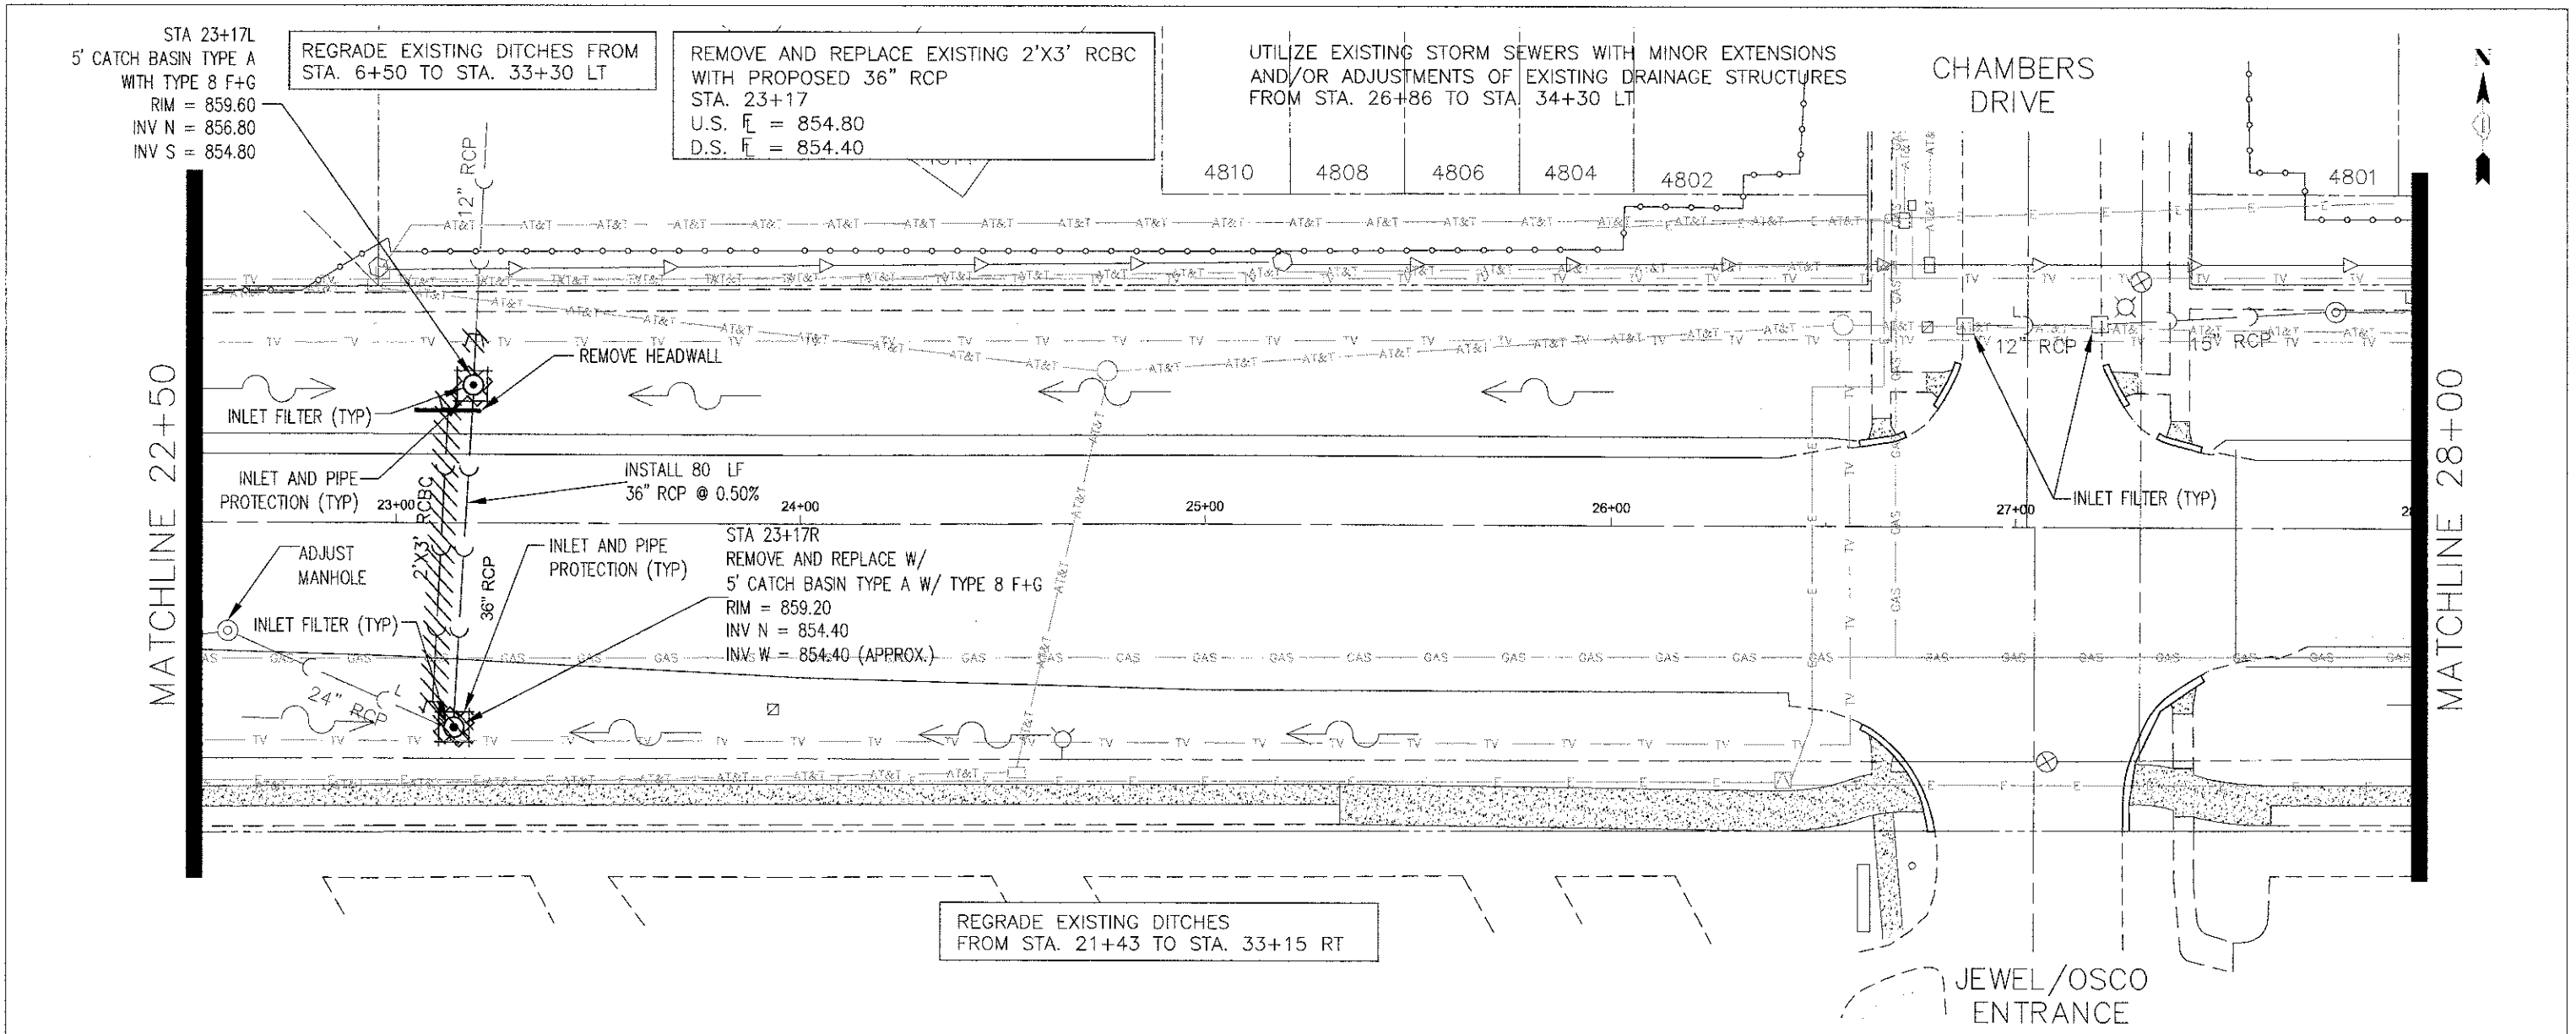 STA 23+17L
5' CATCH BASIN TYPE A
WITH TYPE 8 F+G
RIM = 859.60
INV N = 856.80
INV S = 854.80
REGRADE EXISTING DITCHES FROM
STA. 6+50 TO STA. 33+30 LT
REMOVE AND REPLACE EXISTING 2'X3' RCBC
WITH PROPOSED 36" RCP
STA. 23+17
U.S. FL = 854.80
D.S. FL = 854.40
UTILIZE EXISTING STORM SEWERS WITH MINOR EXTENSIONS
AND/OR ADJUSTMENTS OF EXISTING DRAINAGE STRUCTURES
FROM STA. 26+86 TO STA. 34+30 LT
CHAMBERS
DRIVE
N
4810
4808
4806
4804
4802
4801
12" RCP
MATCHLINE 22+50
REMOVE HEADWALL
INLET FILTER (TYP)
INLET AND PIPE
PROTECTION (TYP)
2'X3' RCBC
36" RCP
INSTALL 80 LF
36" RCP @ 0.50%
12" RCP
15" RCP
INLET FILTER (TYP)
MATCHLINE 28+00
23+00
24+00
25+00
26+00
27+00
28
ADJUST
MANHOLE
INLET FILTER (TYP)
INLET AND PIPE
PROTECTION (TYP)
24" RCP
STA 23+17R
REMOVE AND REPLACE W/
5' CATCH BASIN TYPE A W/ TYPE 8 F+G
RIM = 859.20
INV N = 854.40
INV W = 854.40 (APPROX.)
AT&T
TV
GAS
E
REGRADE EXISTING DITCHES
FROM STA. 21+43 TO STA. 33+15 RT
JEWEL/OSCO
ENTRANCE